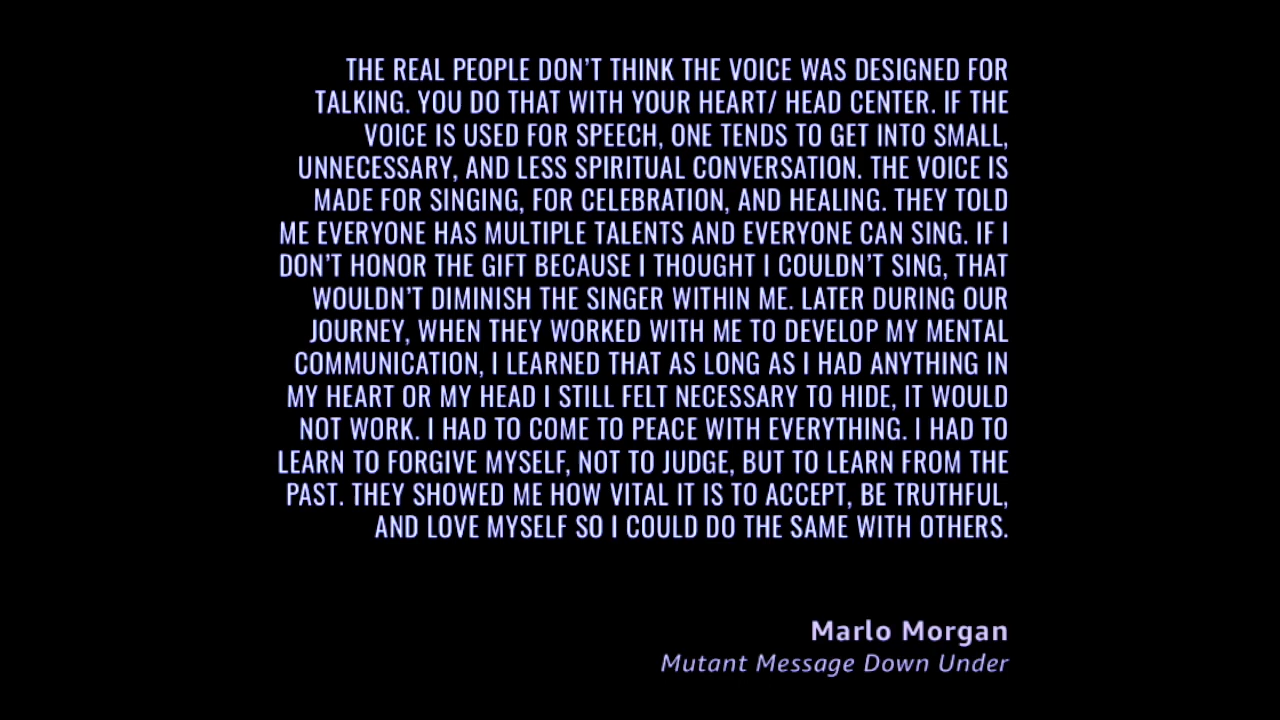 THE REAL PEOPLE DON'T THINK THE VOICE WAS DESIGNED FOR
TALKING. YOU DO THAT WITH YOUR HEART/ HEAD CENTER. IF THE
VOICE IS USED FOR SPEECH, ONE TENDS TO GET INTO SMALL,
UNNECESSARY, AND LESS SPIRITUAL CONVERSATION. THE VOICE IS
MADE FOR SINGING, FOR CELEBRATION, AND HEALING. THEY TOLD
ME EVERYONE HAS MULTIPLE TALENTS AND EVERYONE CAN SING. IF I
DON'T HONOR THE GIFT BECAUSE I THOUGHT I COULDN'T SING, THAT
WOULDN'T DIMINISH THE SINGER WITHIN ME. LATER DURING OUR
JOURNEY, WHEN THEY WORKED WITH ME TO DEVELOP MY MENTAL
COMMUNICATION, I LEARNED THAT AS LONG AS I HAD ANYTHING IN
MY HEART OR MY HEAD I STILL FELT NECESSARY TO HIDE, IT WOULD
NOT WORK. I HAD TO COME TO PEACE WITH EVERYTHING. I HAD TO
LEARN TO FORGIVE MYSELF, NOT TO JUDGE, BUT TO LEARN FROM THE
PAST. THEY SHOWED ME HOW VITAL IT IS TO ACCEPT, BE TRUTHFUL,
AND LOVE MYSELF SO I COULD DO THE SAME WITH OTHERS.
Marlo Morgan
Mutant Message Down Under